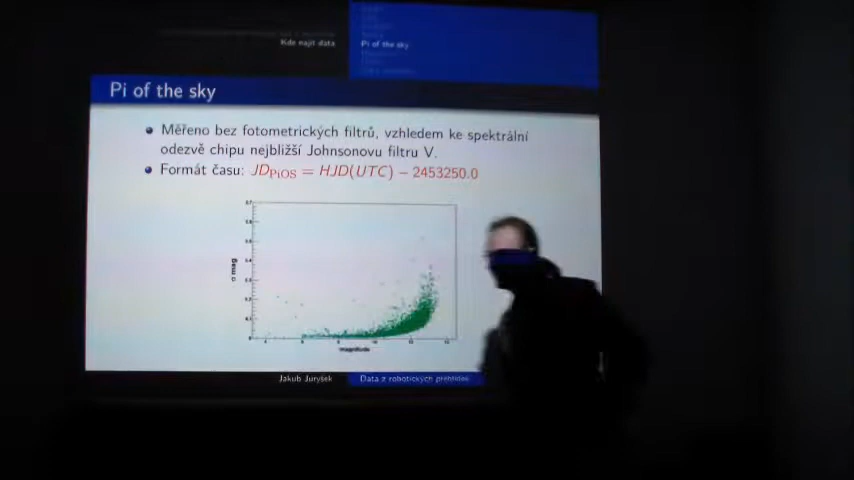 Kde najít data
Pi of the sky
Pi of the sky
Měřeno bez fotometrických filtrů, vzhledem ke spektrální
odezvě chipu nejbližší Johnsonovu filtru V.
Formát času: JD_PiOS = HJD(UTC) − 2453250.0
σ mag
magnitude
Jakub Juryšek
Data z robotických přehlídek